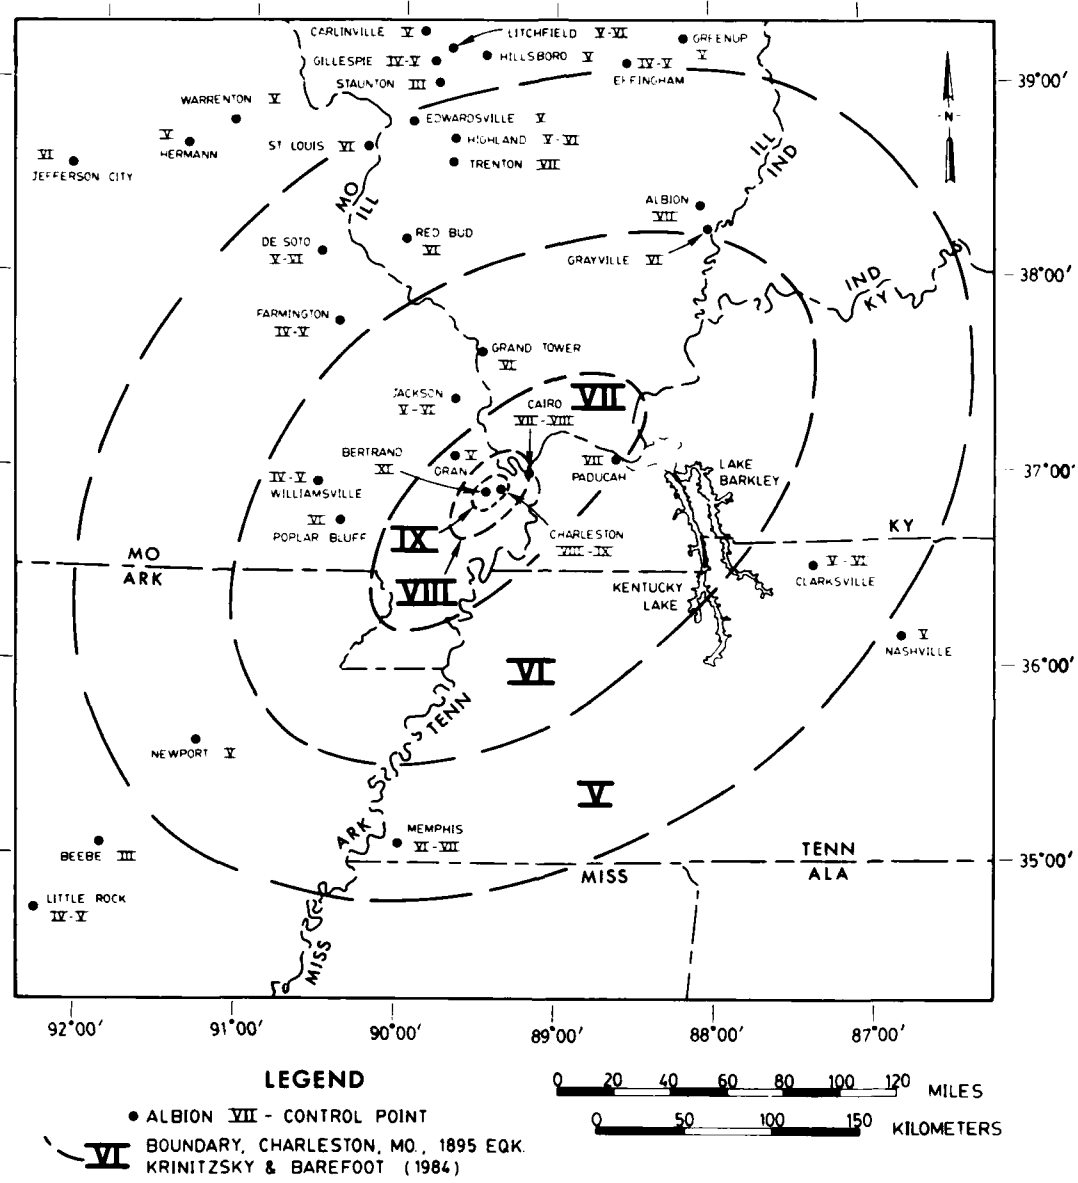 CARLINVILLE V
LITCHFIELD V-VI
GREENUP
V
GILLESPIE IV-V
HILLSBORO V
IV-V
EFFINGHAM
STAUNTON III
39°00'
WARRENTON V
EDWARDSVILLE V
-N-
V
HERMANN
ST LOUIS VI
HIGHLAND V-VI
VI
JEFFERSON CITY
TRENTON VII
ILL
IND
MO
ILL
ALBION
VII
DE SOTO
V-VI
RED BUD
VI
GRAYVILLE VI
38°00'
IND
KY
FARMINGTON
IV-V
GRAND TOWER
VI
JACKSON
V-VI
VII
CAIRO
VII-VIII
BERTRAND
XI
V
ORAN
VII
PADUCAH
LAKE
BARKLEY
37°00'
IV-V
WILLIAMSVILLE
VI
POPLAR BLUFF
IX
CHARLESTON
VIII-IX
KY
MO
ARK
VIII
KENTUCKY
LAKE
V-VI
CLARKSVILLE
V
NASHVILLE
VI
36°00'
TENN
NEWPORT V
V
ARK
MEMPHIS
VI-VII
BEEBE III
TENN
ALA
35°00'
MISS
LITTLE ROCK
IV-V
MISS
92°00' 91°00' 90°00' 89°00' 88°00' 87°00'
LEGEND
ALBION VII - CONTROL POINT
VI BOUNDARY, CHARLESTON, MO., 1895 EQK.
KRINITZSKY & BAREFOOT (1984)
0 20 40 60 80 100 120 MILES
0 50 100 150 KILOMETERS